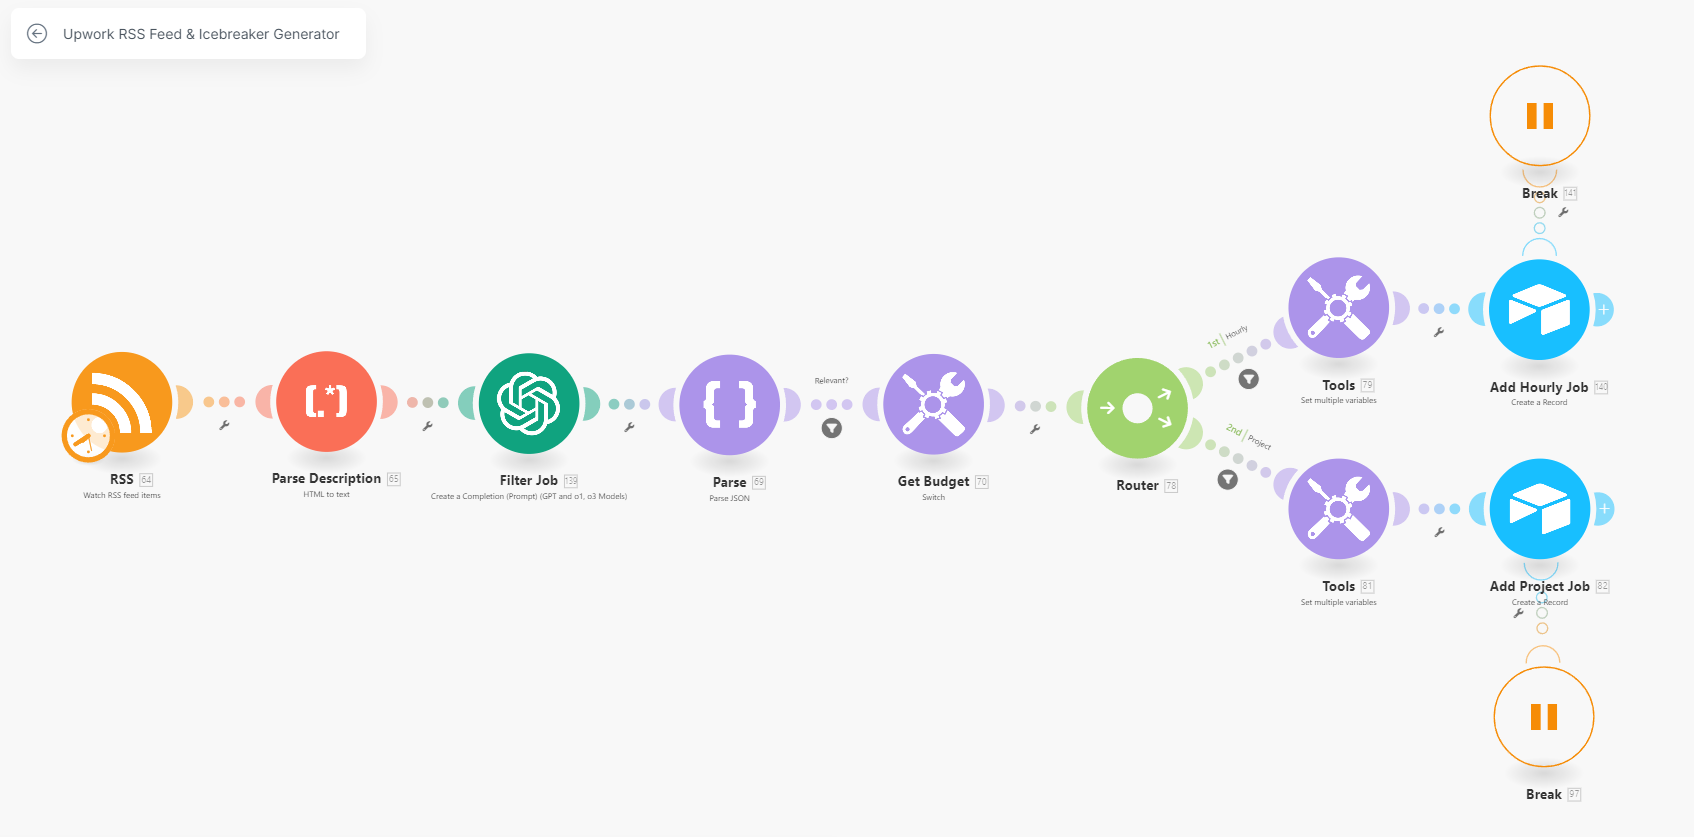 Upwork RSS Feed & Icebreaker Generator
RSS 64
Watch RSS feed items
Parse Description 65
HTML to text
Filter Job 139
Create a Completion (Prompt) (GPT and o1, o3 Models)
Parse 69
Parse JSON
Relevant?
Get Budget 70
Switch
Router 78
1st Hourly
2nd Project
Tools 79
Set multiple variables
Break 141
Add Hourly Job 140
Create a Record
Tools 81
Set multiple variables
Add Project Job 82
Create a Record
Break 97